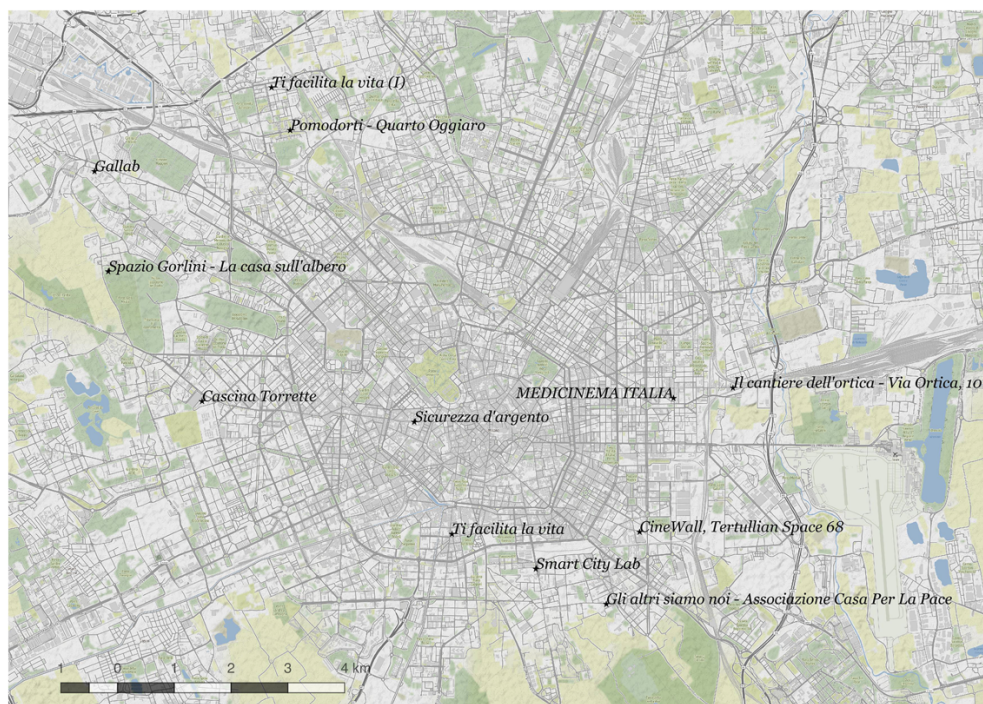 Ti facilita la vita (I)
Pomodorti - Quarto Oggiaro
Gallab
Spazio Gorlini - La casa sull'albero
Il cantiere dell'ortica - Via Ortica, 10
MEDICINEMA ITALIA
Cascina Torrette
Sicurezza d'argento
Ti facilita la vita
CineWall, Tertullian Space 68
Smart City Lab
Gli altri siamo noi - Associazione Casa Per La Pace
1 0 1 2 3 4 km